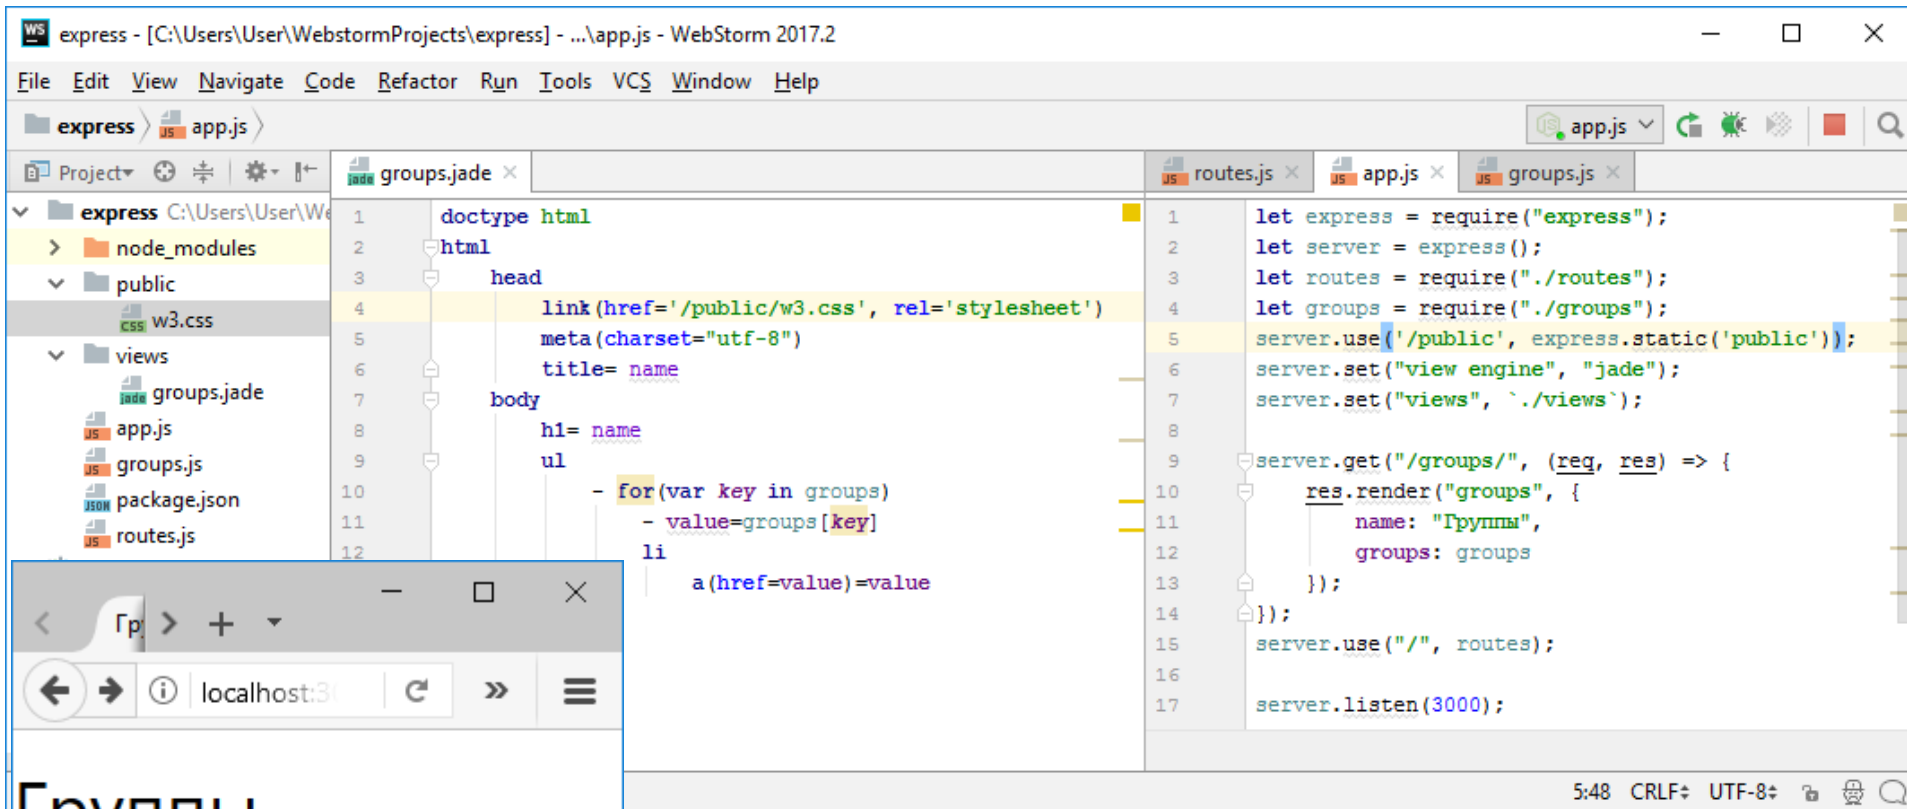 WS express - [C:\Users\User\WebstormProjects\express] - ...\app.js - WebStorm 2017.2
File Edit View Navigate Code Refactor Run Tools VCS Window Help
express app.js
app.js
Project
groups.jade
routes.js app.js groups.js
express C:\Users\User\We
node_modules
public
w3.css
views
groups.jade
app.js
groups.js
package.json
routes.js
1 doctype html
2 html
3 head
4 link(href='/public/w3.css', rel='stylesheet')
5 meta(charset="utf-8")
6 title= name
7 body
8 h1= name
9 ul
10 - for(var key in groups)
11 - value=groups[key]
12 li
a(href=value)=value
1 let express = require("express");
2 let server = express();
3 let routes = require("./routes");
4 let groups = require("./groups");
5 server.use('/public', express.static('public'));
6 server.set("view engine", "jade");
7 server.set("views", `./views`);
8
9 server.get("/groups/", (req, res) => {
10 res.render("groups", {
11 name: "Группы",
12 groups: groups
13 });
14 });
15 server.use("/", routes);
16
17 server.listen(3000);
Гру
localhost:30
Группы
5:48 CRLF UTF-8